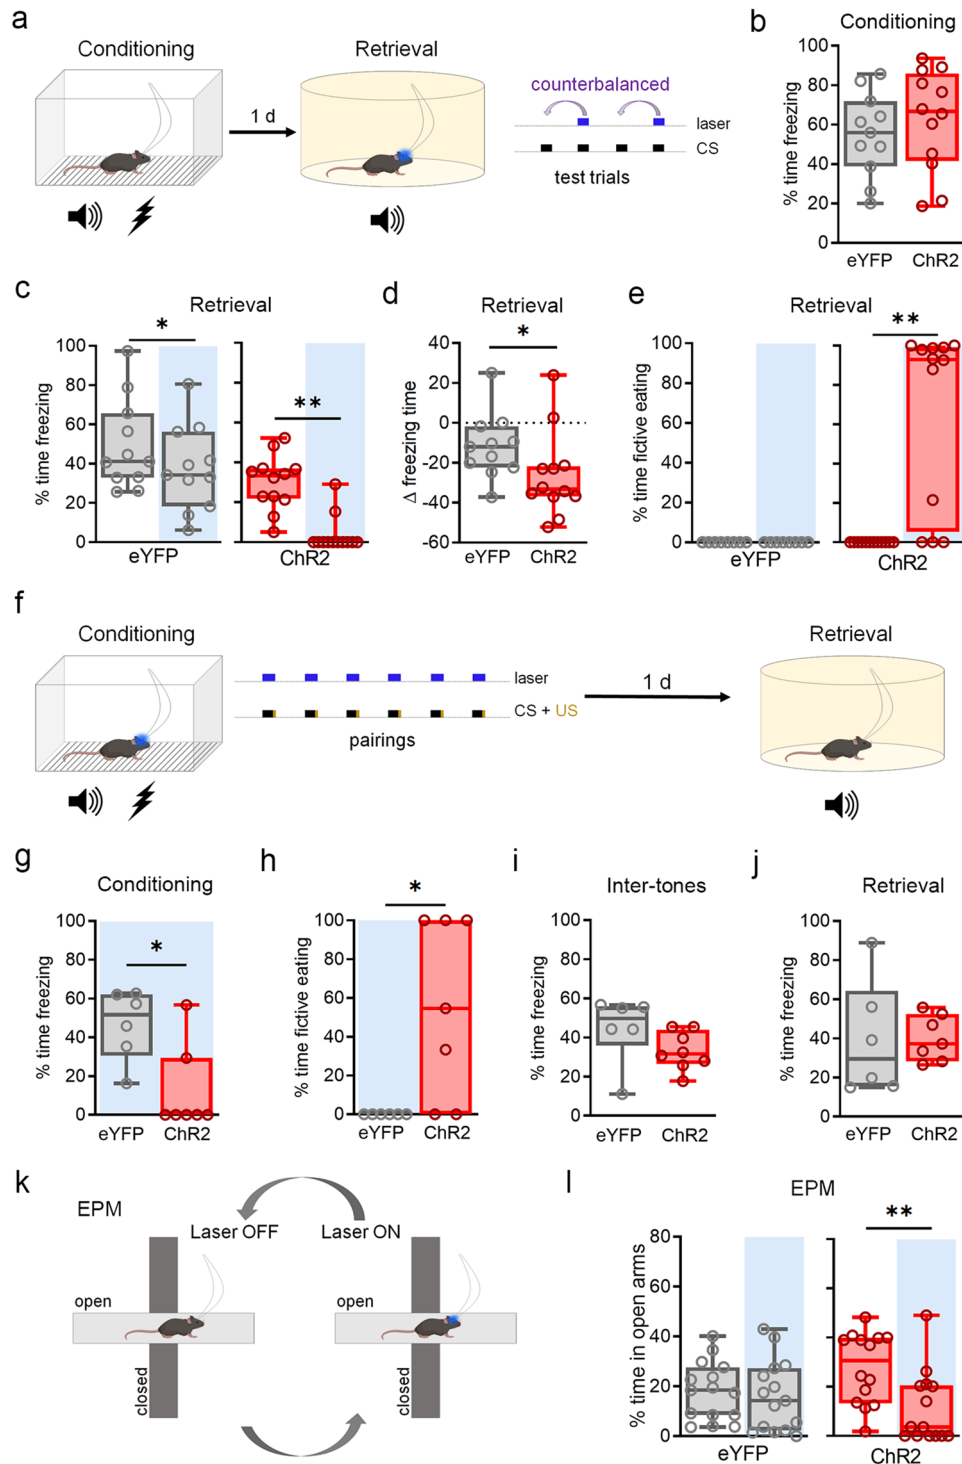 a
Conditioning
Retrieval
1 d
counterbalanced
laser
CS
test trials
b
Conditioning
% time freezing
100
80
60
40
20
0
eYFP
ChR2
c
Retrieval
% time freezing
100
80
60
40
20
0
*
**
eYFP
ChR2
d
Retrieval
Δ freezing time
40
20
0
-20
-40
-60
*
eYFP
ChR2
e
Retrieval
% time fictive eating
100
80
60
40
20
0
**
eYFP
ChR2
f
Conditioning
laser
CS + US
pairings
1 d
Retrieval
g
Conditioning
% time freezing
100
80
60
40
20
0
*
eYFP
ChR2
h
% time fictive eating
100
80
60
40
20
0
*
eYFP
ChR2
i
Inter-tones
% time freezing
100
80
60
40
20
0
eYFP
ChR2
j
Retrieval
% time freezing
100
80
60
40
20
0
eYFP
ChR2
k
EPM
Laser OFF
Laser ON
open
closed
open
closed
l
EPM
% time in open arms
80
60
40
20
0
**
eYFP
ChR2